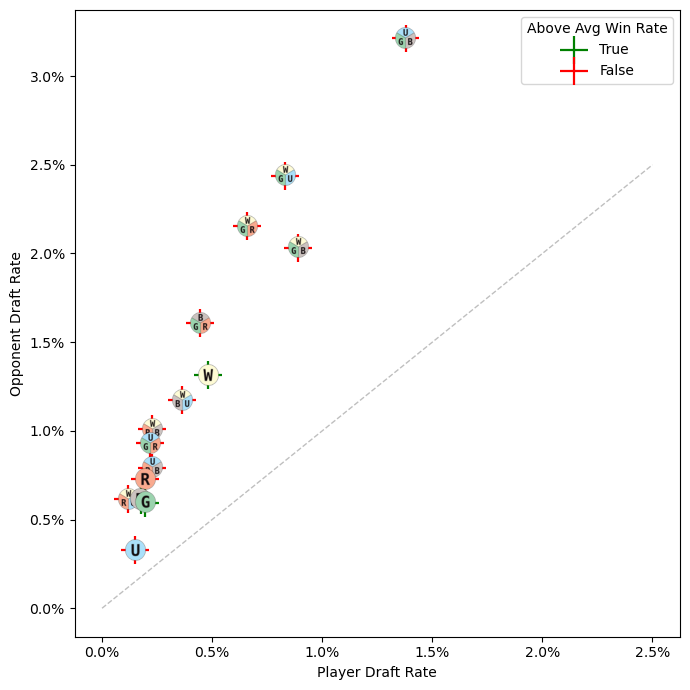 Above Avg Win Rate
True
False
U
G B
W
G U
W
G R
W
G B
B
G R
W
W
B U
W
R B
U
G R
U
B
R
W
R
G
U
3.0%
2.5%
2.0%
1.5%
1.0%
0.5%
0.0%
Opponent Draft Rate
0.0%
0.5%
1.0%
1.5%
2.0%
2.5%
Player Draft Rate